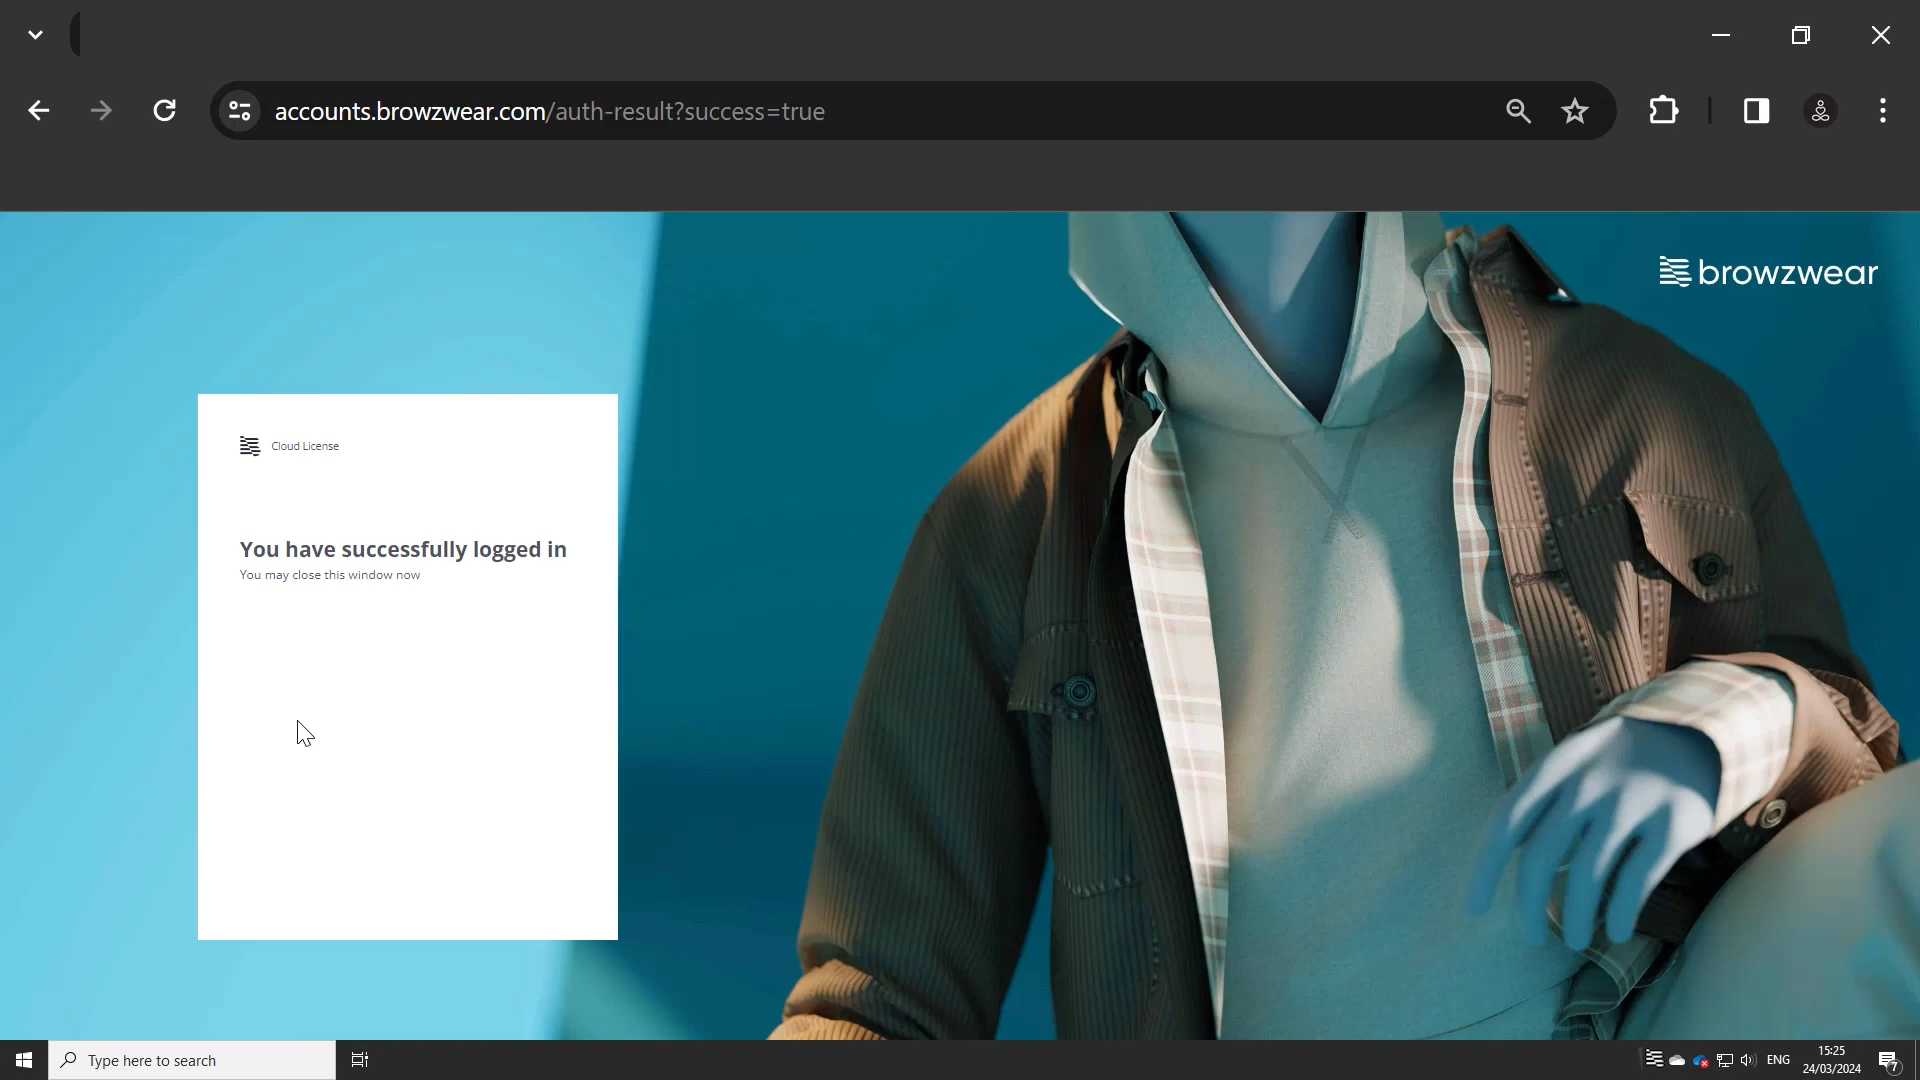 accounts.browzwear.com/auth-result?success=true
browzwear
Cloud License
You have successfully logged in
You may close this window now
Type here to search
ENG
15:25
24/03/2024
7